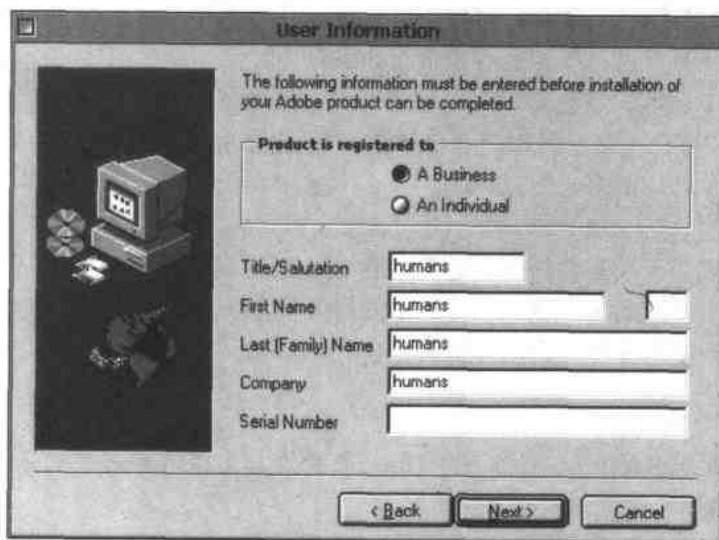 User Information
The following information must be entered before installation of
your Adobe product can be completed.
Product is registered to
A Business
An Individual
Title/Salutation humans
First Name humans
Last (Family) Name humans
Company humans
Serial Number
< Back Next > Cancel